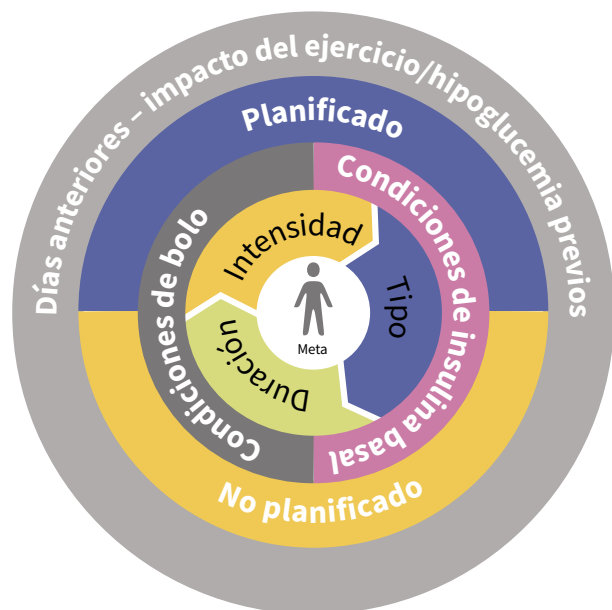 Días anteriores – impacto del ejercicio/hipoglucemia previos
Planificado
Condiciones de bolo
Condiciones de insulina basal
Intensidad
Tipo
Duración
Meta
No planificado